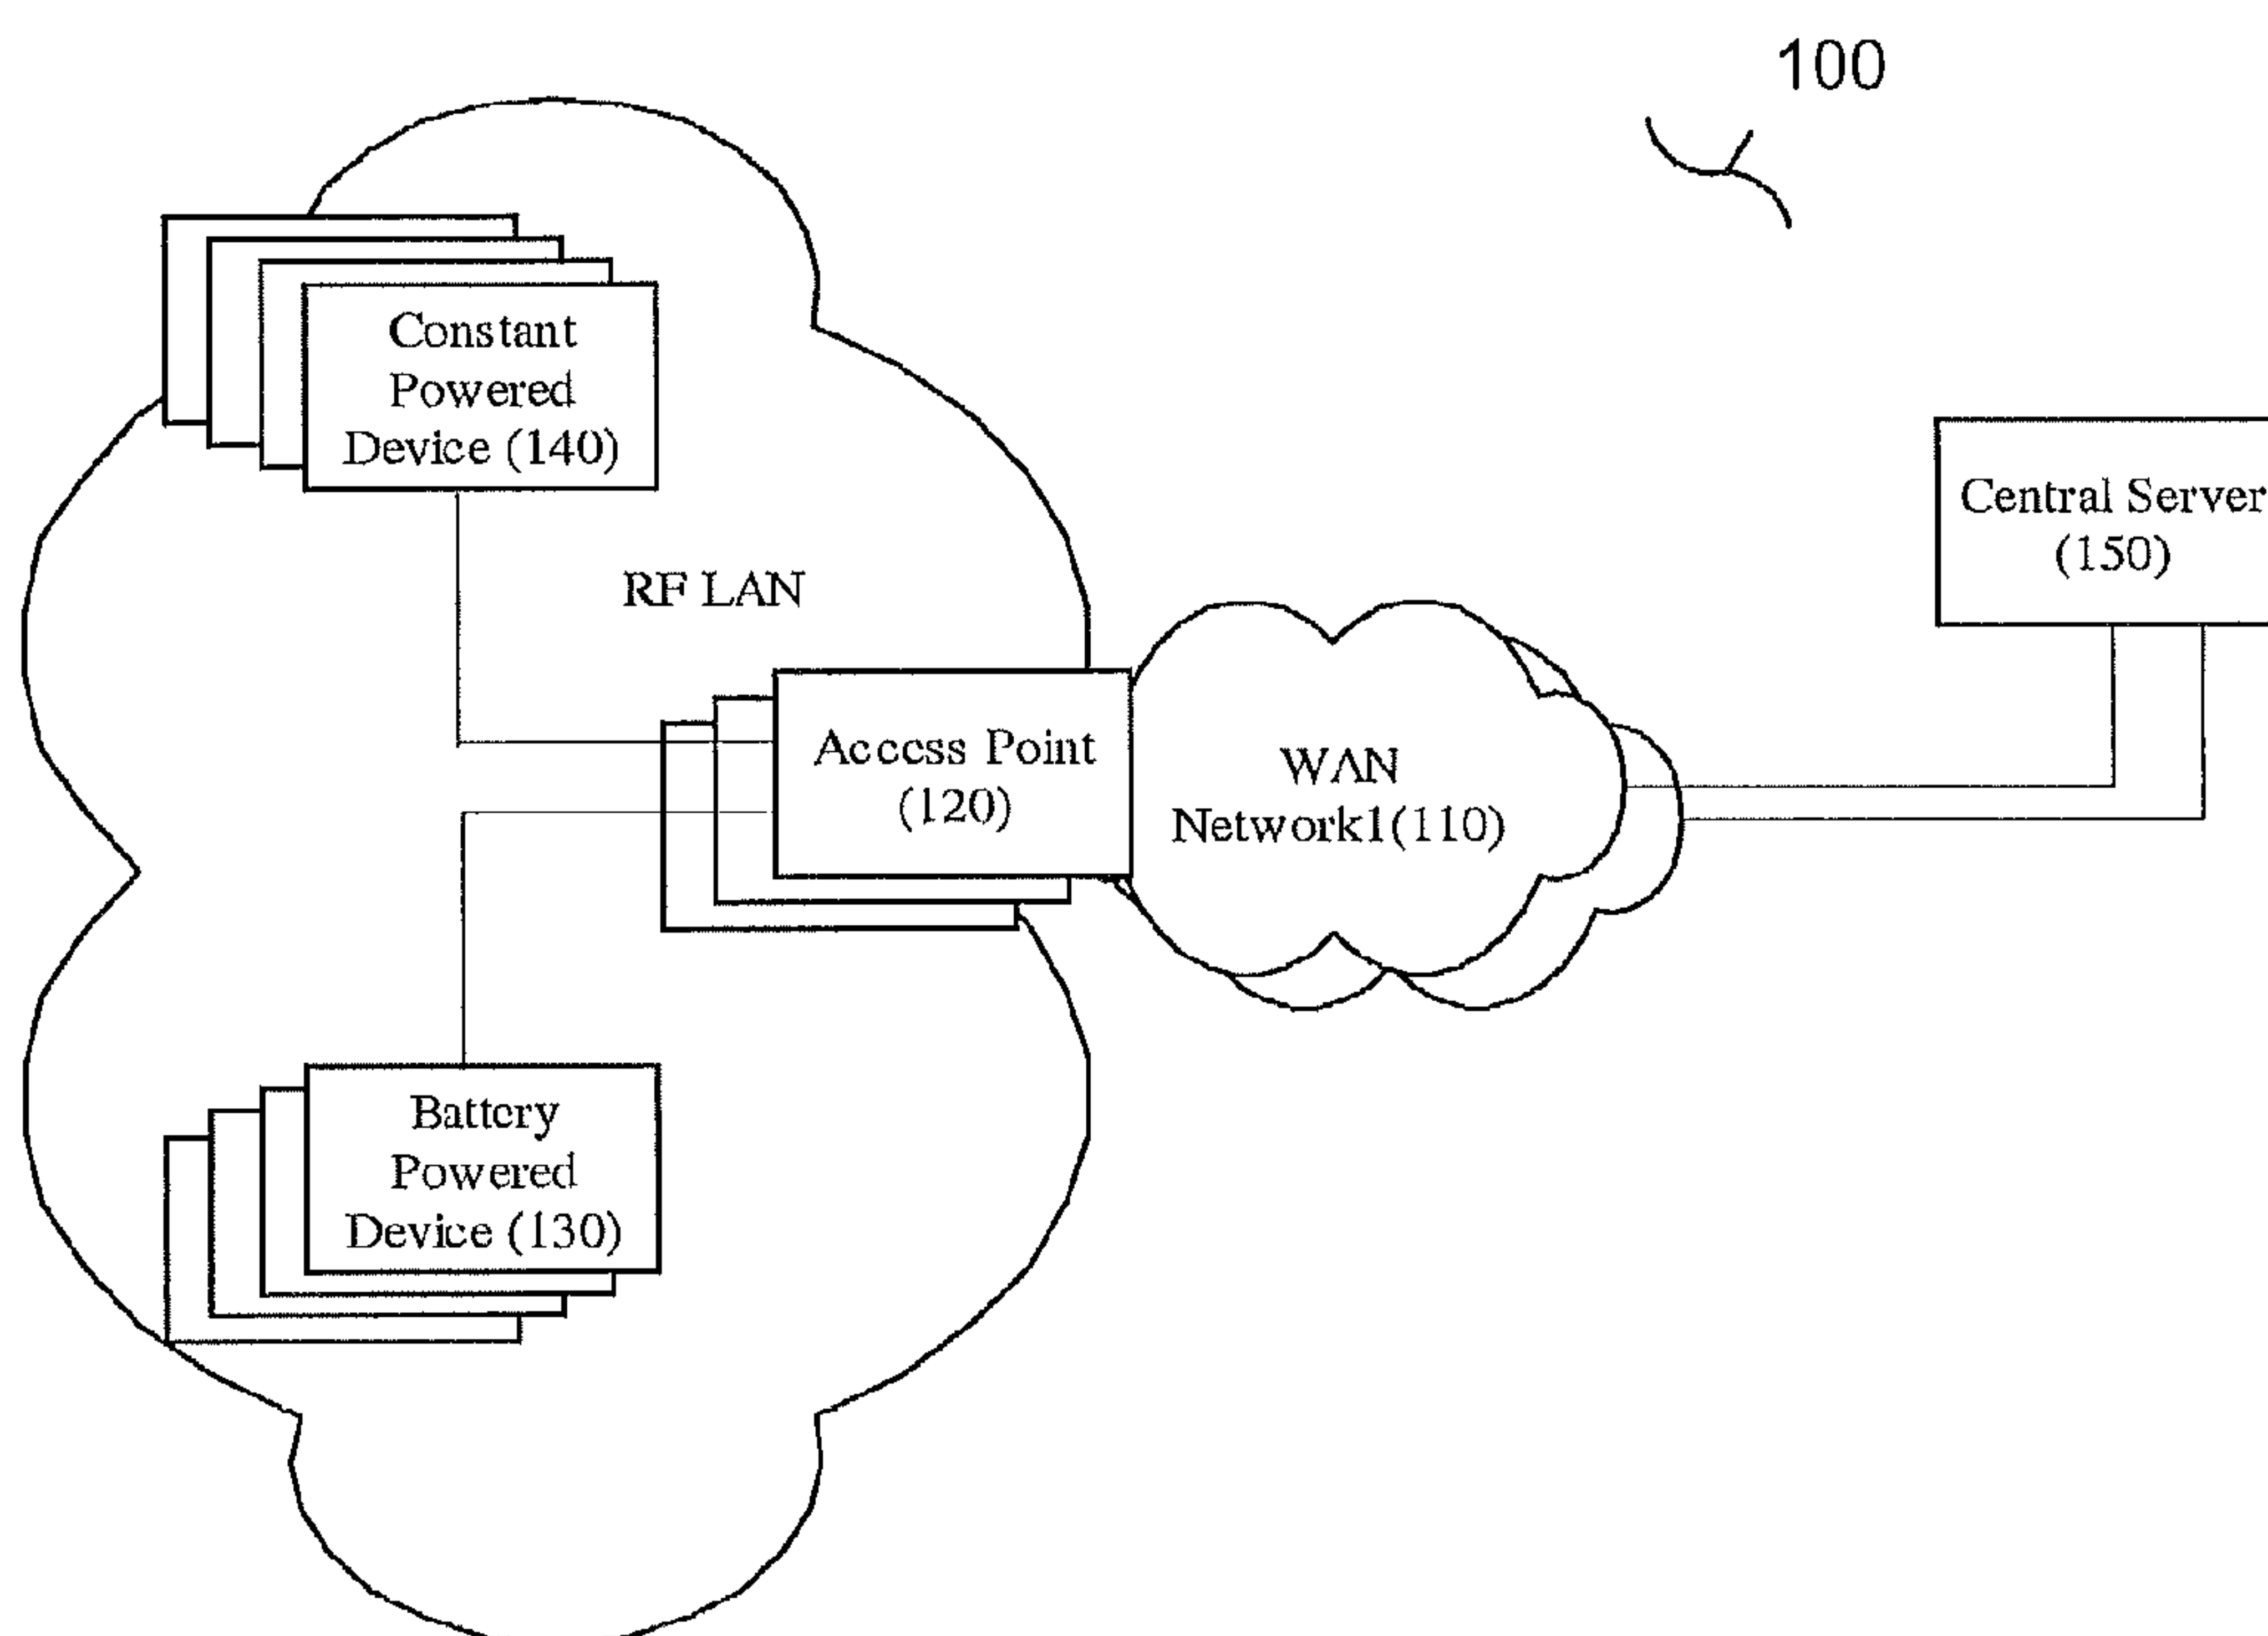 100
Constant
Powered
Device (140)
RF LAN
Central Server
(150)
Access Point
(120)
WAN
Network1(110)
Battery
Powered
Device (130)